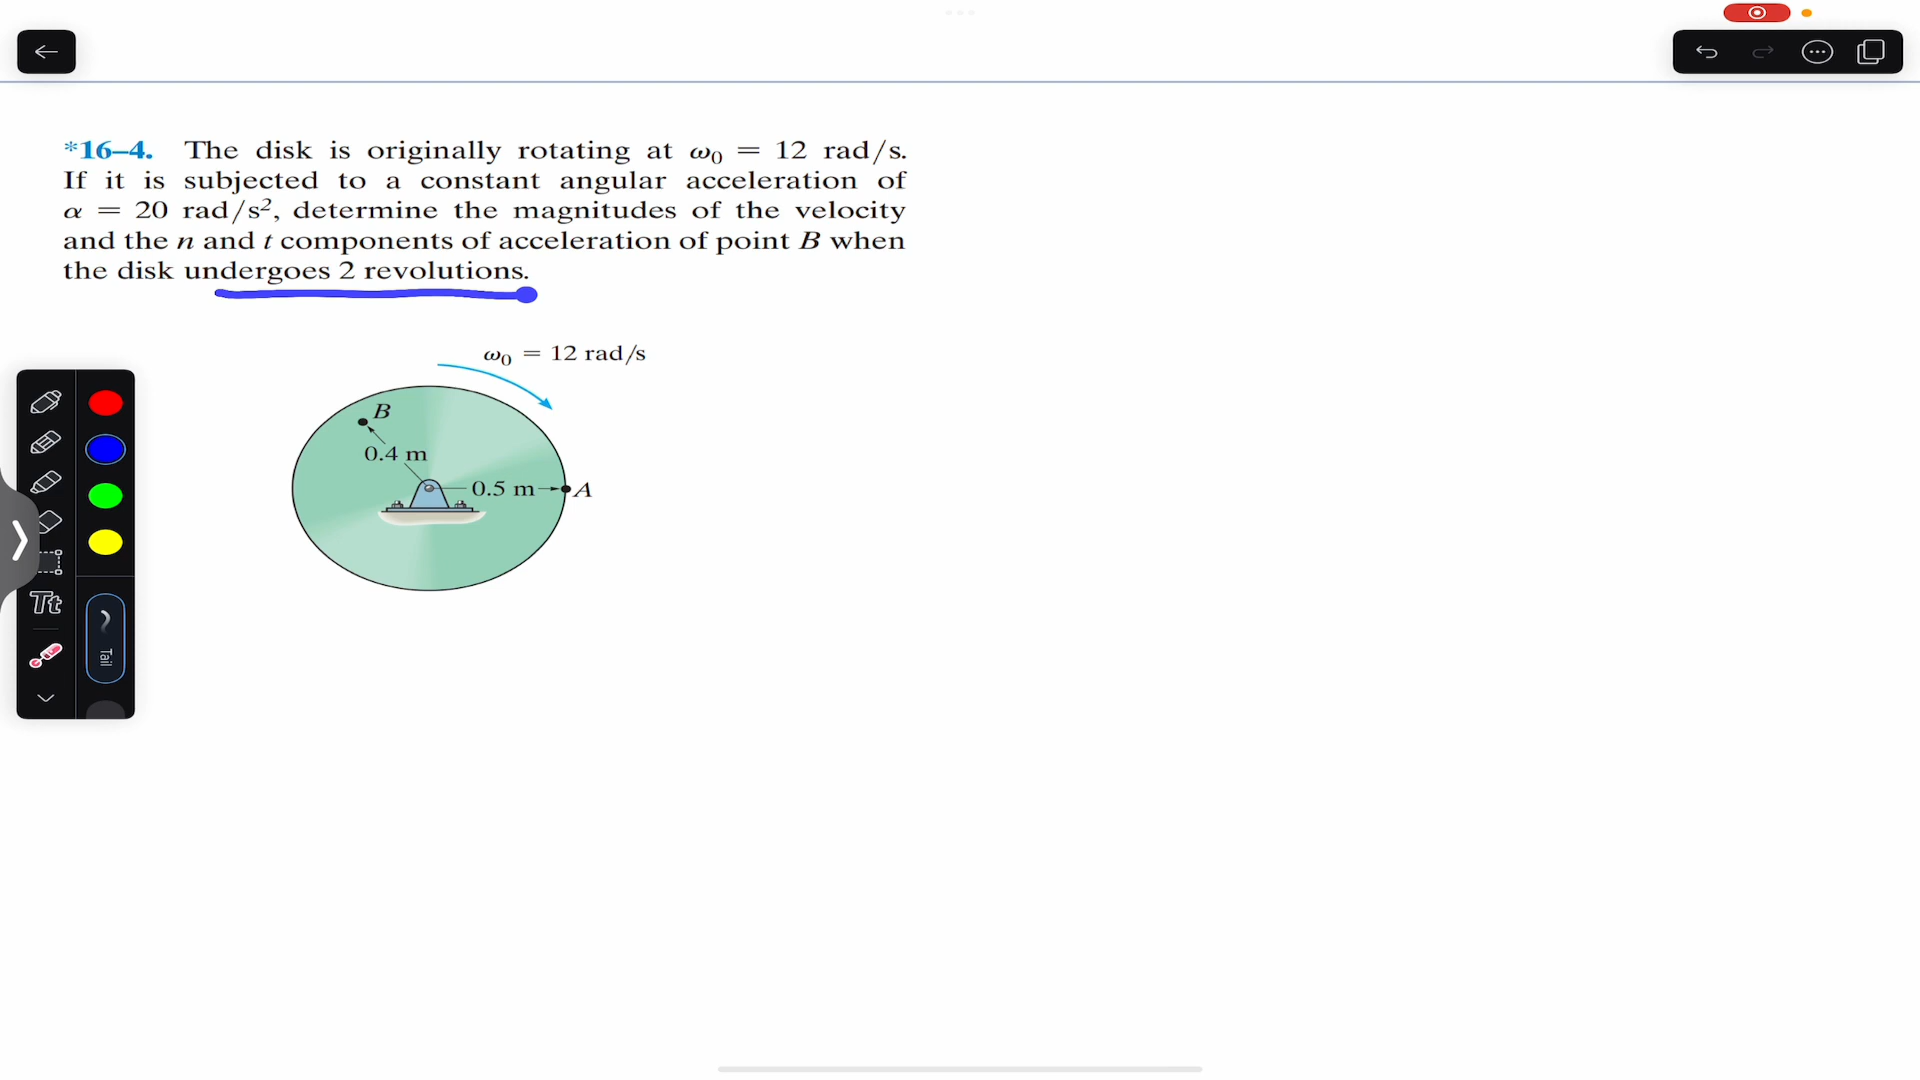 *16–4. The disk is originally rotating at ω₀ = 12 rad/s.
If it is subjected to a constant angular acceleration of
α = 20 rad/s², determine the magnitudes of the velocity
and the n and t components of acceleration of point B when
the disk undergoes 2 revolutions.
ω₀ = 12 rad/s
B
0.4 m
0.5 m
A
Tt
Tail